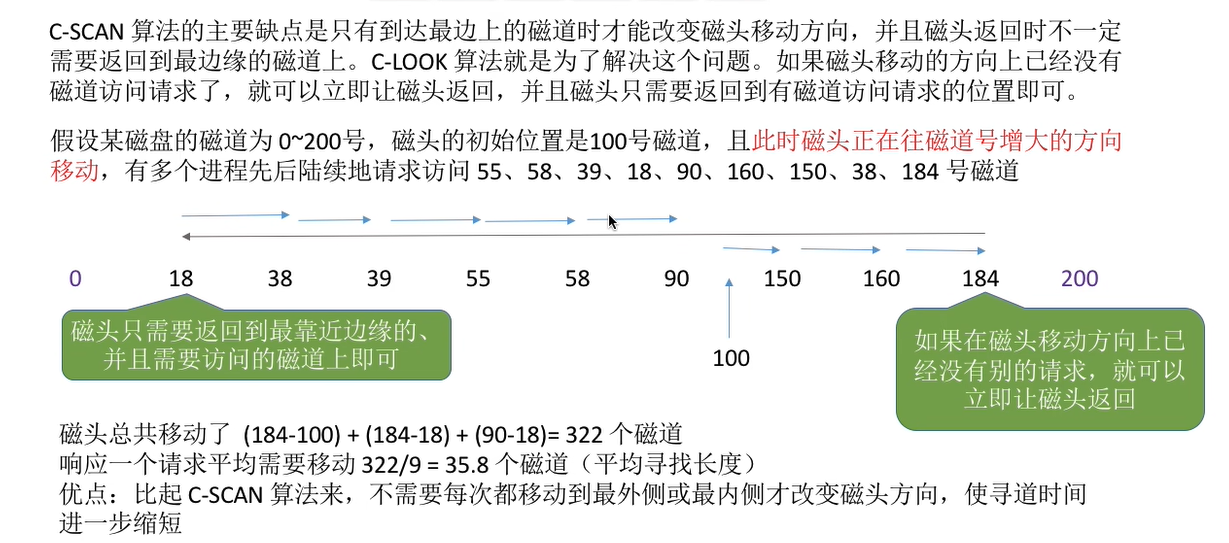 C-SCAN 算法的主要缺点是只有到达最边上的磁道时才能改变磁头移动方向，并且磁头返回时不一定
需要返回到最边缘的磁道上。C-LOOK 算法就是为了解决这个问题。如果磁头移动的方向上已经没有
磁道访问请求了，就可以立即让磁头返回，并且磁头只需要返回到有磁道访问请求的位置即可。
假设某磁盘的磁道为 0~200号，磁头的初始位置是100号磁道，且此时磁头正在往磁道号增大的方向
移动，有多个进程先后陆续地请求访问 55、58、39、18、90、160、150、38、184 号磁道
0 18 38 39 55 58 90 150 160 184 200
磁头只需要返回到最靠近边缘的、
并且需要访问的磁道上即可
100
如果在磁头移动方向上已
经没有别的请求，就可以
立即让磁头返回
磁头总共移动了 (184-100) + (184-18) + (90-18)= 322 个磁道
响应一个请求平均需要移动 322/9 = 35.8 个磁道（平均寻找长度）
优点：比起 C-SCAN 算法来，不需要每次都移动到最外侧或最内侧才改变磁头方向，使寻道时间
进一步缩短